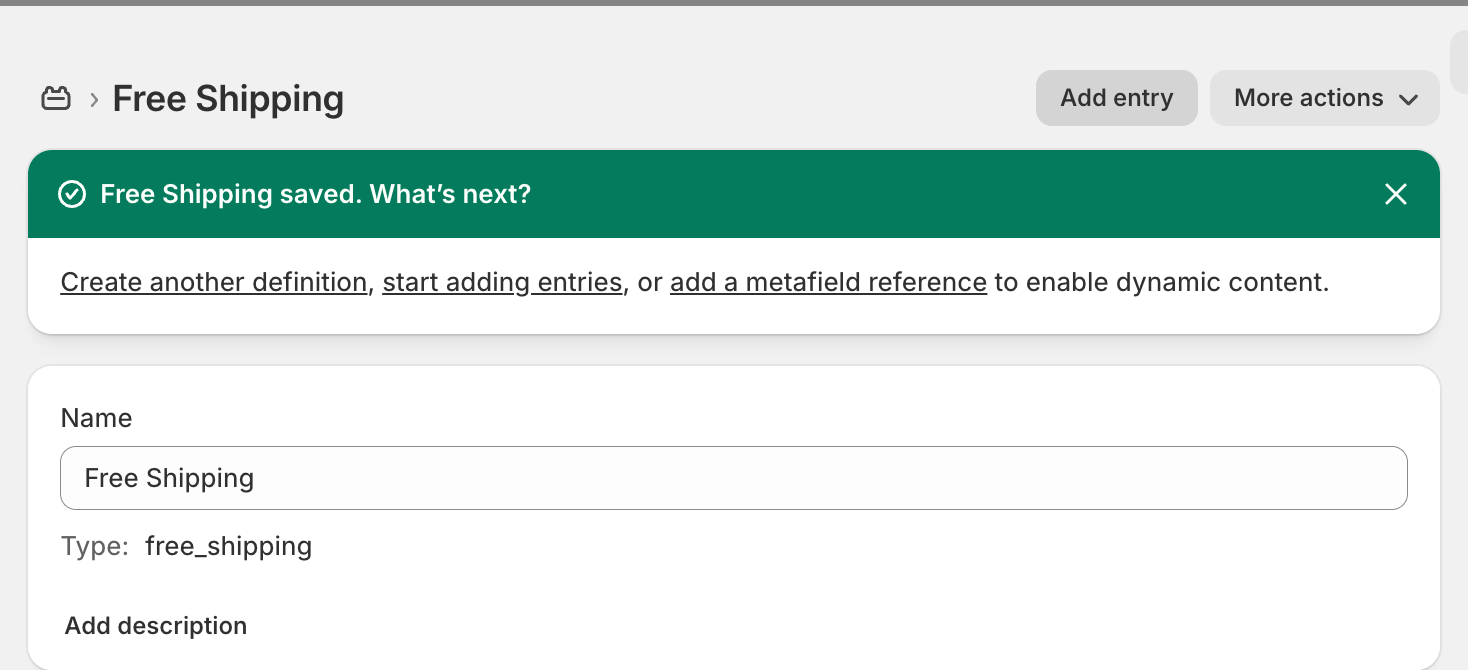 Free Shipping
Add entry
More actions
Free Shipping saved. What’s next?
Create another definition, start adding entries, or add a metafield reference to enable dynamic content.
Name
Free Shipping
Type: free_shipping
Add description